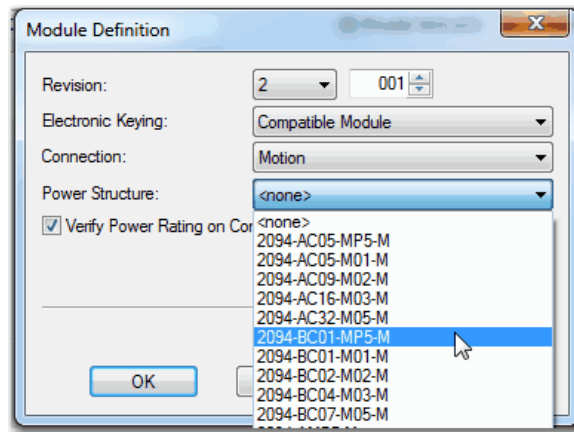 Module Definition
Revision: 2 001
Electronic Keying: Compatible Module
Connection: Motion
Power Structure: <none>
Verify Power Rating on Con
<none>
2094-AC05-MP5-M
2094-AC05-M01-M
2094-AC09-M02-M
2094-AC16-M03-M
2094-AC32-M05-M
2094-BC01-MP5-M
2094-BC01-M01-M
2094-BC02-M02-M
2094-BC04-M03-M
2094-BC07-M05-M
OK